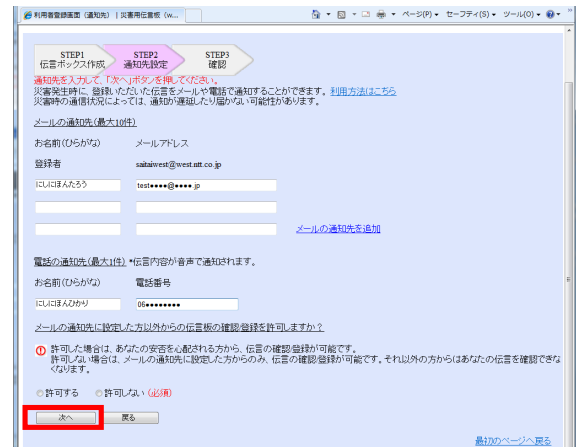 利用者登録画面（通知先）｜災害用伝言板（w...
ページ(P) セーフティ(S) ツール(O)
STEP1 STEP2 STEP3
伝言ボックス作成 通知先設定 確認
通知先を入力して、「次へ」ボタンを押してください。
災害発生時に、登録いただいた伝言をメールや電話で通知することができます。 利用方法はこちら
災害時の通信状況によっては、通知が遅延したり届かない可能性があります。
メールの通知先(最大10件)
お名前(ひらがな) メールアドレス
登録者 saitaiwest@west.ntt.co.jp
にしにほんたろう test●●●●@●●●●.jp
メールの通知先を追加
電話の通知先(最大1件) *伝言内容が音声で通知されます。
お名前(ひらがな) 電話番号
にしにほんひかり 06●●●●●●●●
メールの通知先に設定した方以外からの伝言板の確認/登録を許可しますか？
許可した場合は、あなたの安否を心配される方から、伝言の確認/登録が可能です。
許可しない場合は、メールの通知先に設定した方からのみ、伝言の確認/登録が可能です。それ以外の方からはあなたの伝言を確認できな
くなります。
許可する 許可しない (必須)
次へ 戻る
最初のページへ戻る